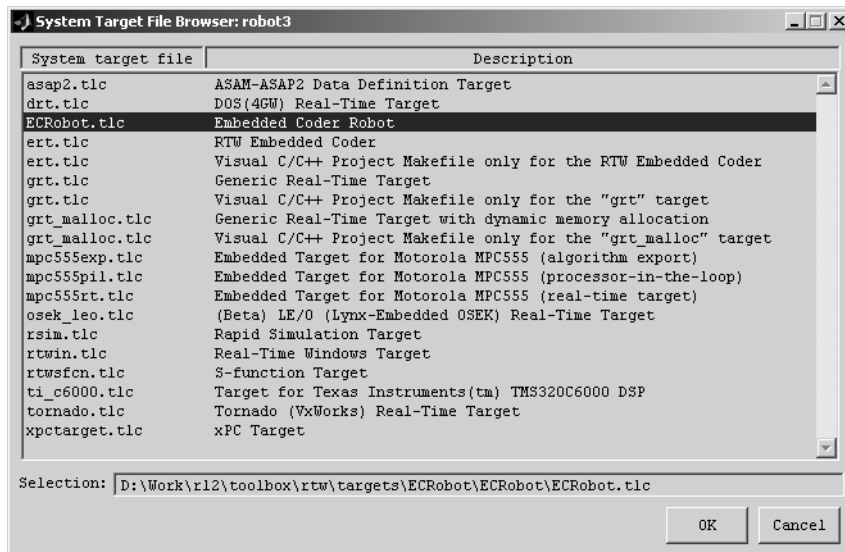 System Target File Browser: robot3
System target file Description
asap2.tlc ASAM-ASAP2 Data Definition Target
drt.tlc DOS(4GW) Real-Time Target
ECRobot.tlc Embedded Coder Robot
ert.tlc RTW Embedded Coder
ert.tlc Visual C/C++ Project Makefile only for the RTW Embedded Coder
grt.tlc Generic Real-Time Target
grt.tlc Visual C/C++ Project Makefile only for the "grt" target
grt_malloc.tlc Generic Real-Time Target with dynamic memory allocation
grt_malloc.tlc Visual C/C++ Project Makefile only for the "grt_malloc" target
mpc555exp.tlc Embedded Target for Motorola MPC555 (algorithm export)
mpc555pil.tlc Embedded Target for Motorola MPC555 (processor-in-the-loop)
mpc555rt.tlc Embedded Target for Motorola MPC555 (real-time target)
osek_leo.tlc (Beta) LE/O (Lynx-Embedded OSEK) Real-Time Target
rsim.tlc Rapid Simulation Target
rtwin.tlc Real-Time Windows Target
rtwsfcn.tlc S-function Target
ti_c6000.tlc Target for Texas Instruments(tm) TMS320C6000 DSP
tornado.tlc Tornado (VxWorks) Real-Time Target
xpctarget.tlc xPC Target
Selection: D:\Work\r12\toolbox\rtw\targets\ECRobot\ECRobot\ECRobot.tlc
OK Cancel